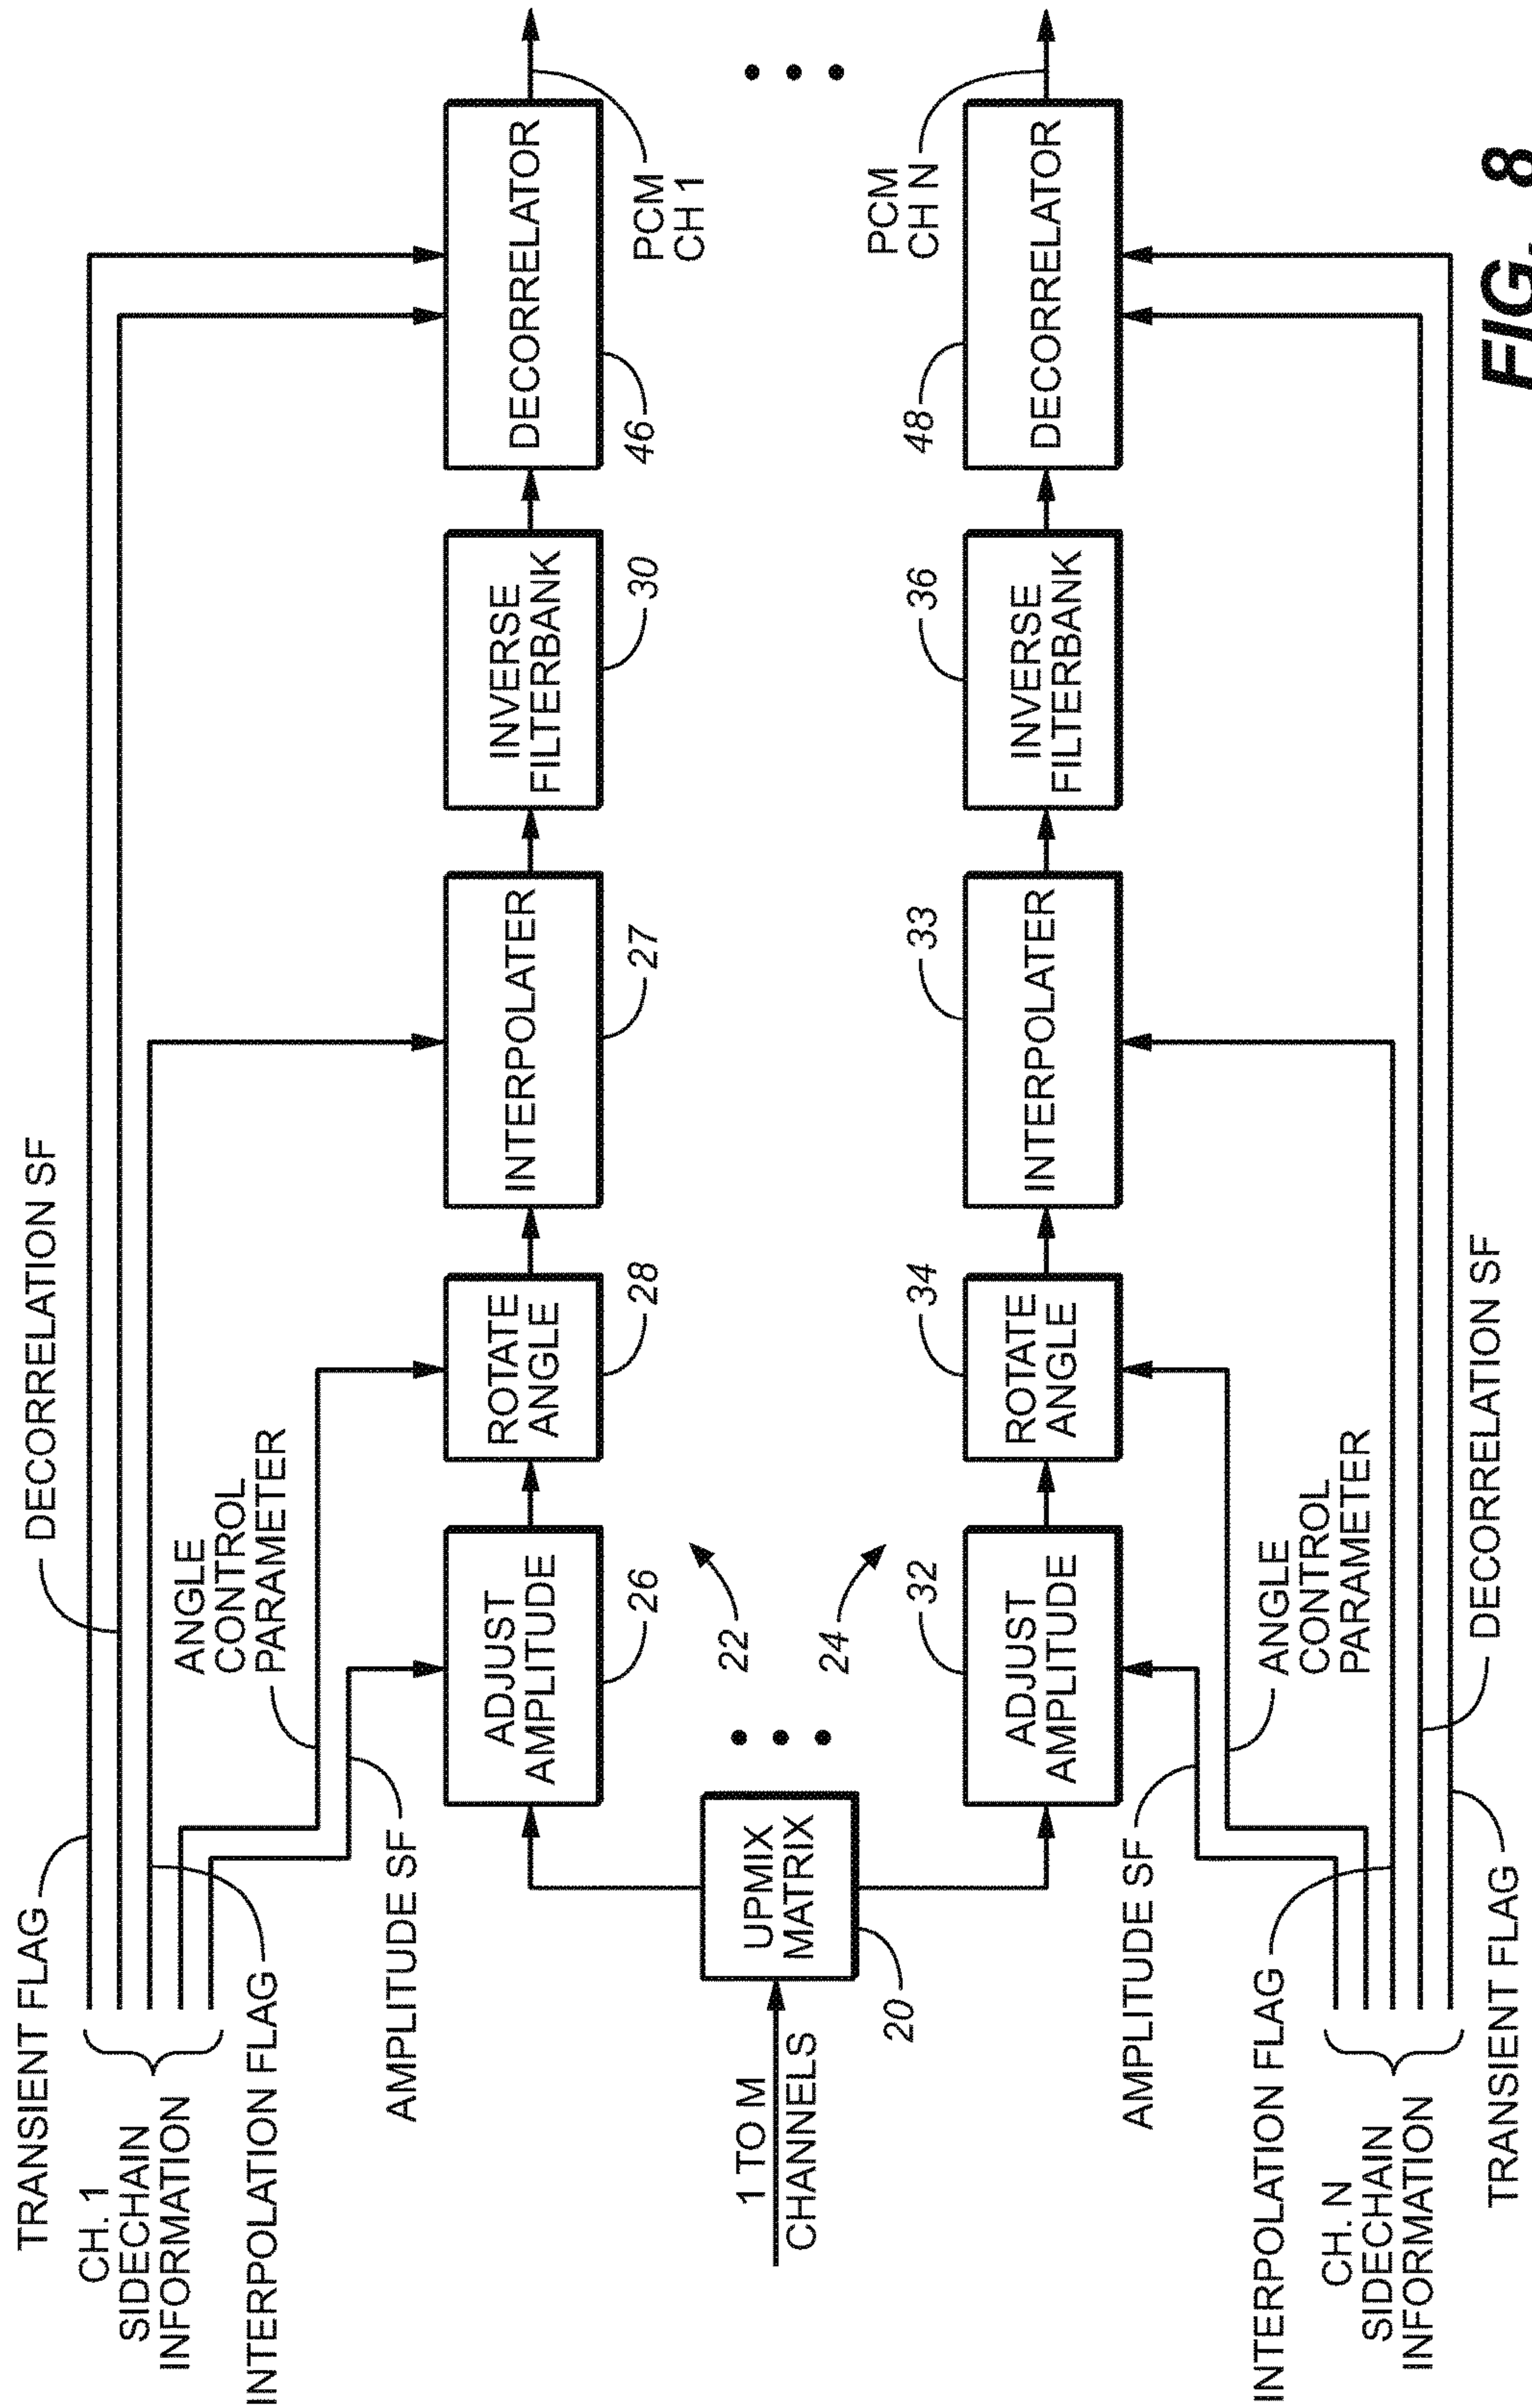 TRANSIENT FLAG
DECORRELATION SF
CH. 1
SIDECHAIN
INFORMATION
INTERPOLATION FLAG
ANGLE
CONTROL
PARAMETER
AMPLITUDE SF
ADJUST
AMPLITUDE
26
ROTATE
ANGLE
28
INTERPOLATER
27
INVERSE
FILTERBANK
30
DECORRELATOR
46
PCM
CH 1
1 TO M
CHANNELS
UPMIX
MATRIX
20
22
24
ADJUST
AMPLITUDE
32
ROTATE
ANGLE
34
INTERPOLATER
33
INVERSE
FILTERBANK
36
DECORRELATOR
48
PCM
CH N
AMPLITUDE SF
ANGLE
CONTROL
PARAMETER
INTERPOLATION FLAG
CH. N
SIDECHAIN
INFORMATION
DECORRELATION SF
TRANSIENT FLAG
FIG. 8